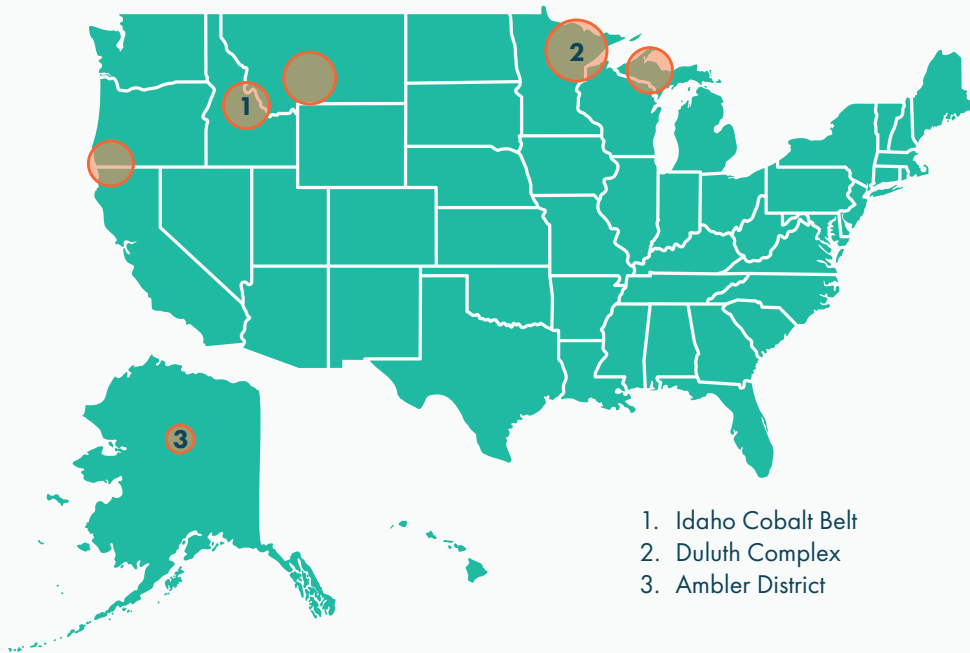 2
1
3
1. Idaho Cobalt Belt
2. Duluth Complex
3. Ambler District